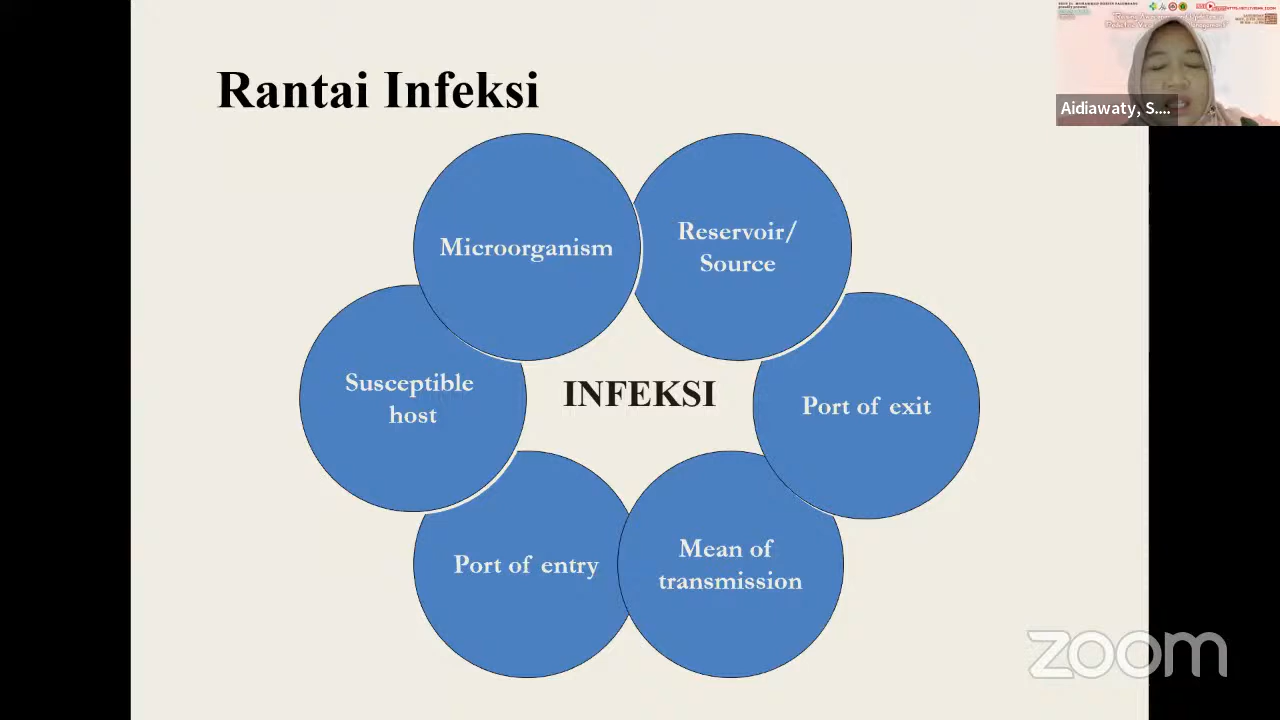 Rantai Infeksi
Aidiawaty, S....
Microorganism
Reservoir/
Source
Susceptible
host
INFEKSI
Port of exit
Port of entry
Mean of
transmission
zoom